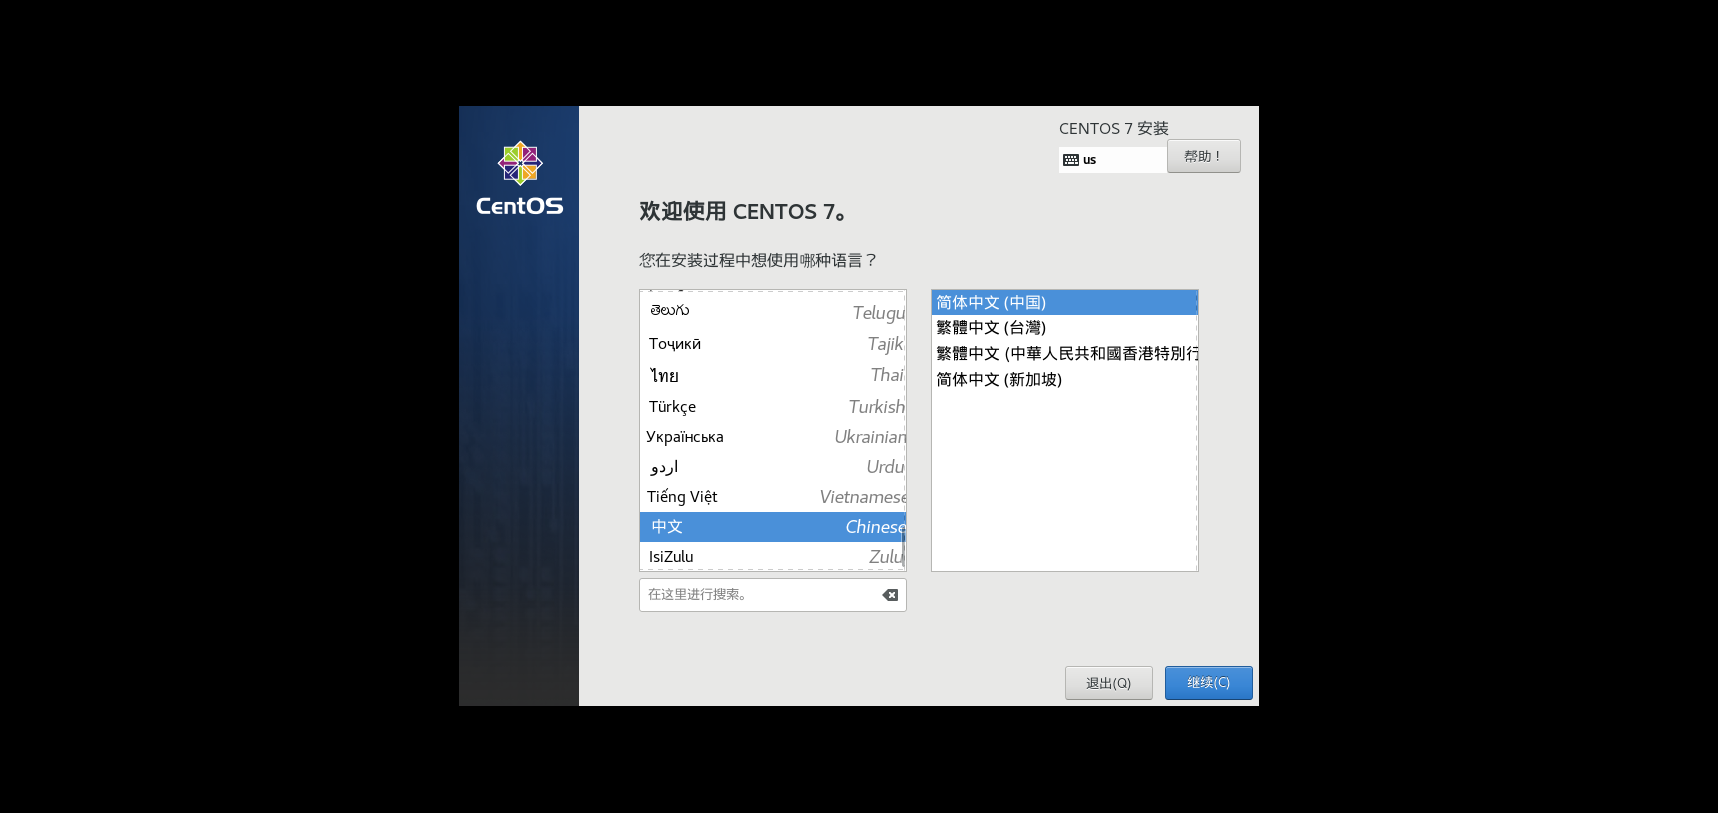 CentOS
CENTOS 7 安装
us
帮助！
欢迎使用 CENTOS 7。
您在安装过程中想使用哪种语言？
తెలుగు Telugu
Тоҷикӣ Tajik
ไทย Thai
Türkçe Turkish
Українська Ukrainian
اردو Urdu
Tiếng Việt Vietnamese
中文 Chinese
IsiZulu Zulu
在这里进行搜索。
简体中文 (中国)
繁體中文 (台灣)
繁體中文 (中華人民共和國香港特別行
简体中文 (新加坡)
退出(Q)
继续(C)